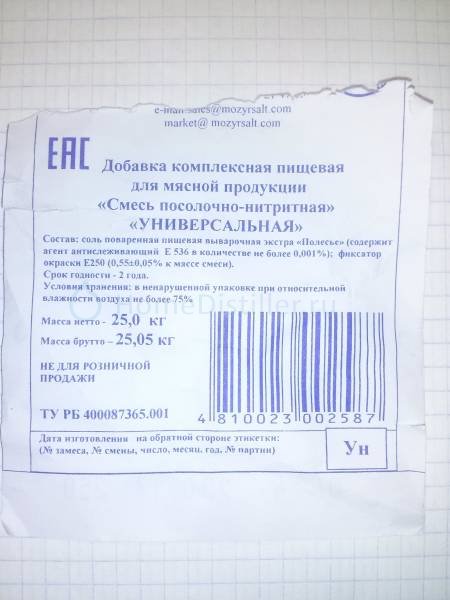 e-mail sales@mozyrsalt.com
market@ mozyrsalt.com
EAC
Добавка комплексная пищевая
для мясной продукции
«Смесь посолочно-нитритная»
«УНИВЕРСАЛЬНАЯ»
Состав: соль поваренная пищевая выварочная экстра «Полесье» (содержит
агент антислеживающий Е 536 в количестве не более 0,001%); фиксатор
окраски Е250 (0,55±0,05% к массе смеси).
Срок годности - 2 года.
Условия хранения: в ненарушенной упаковке при относительной
влажности воздуха не более 75%
HomeDistiller.ru
Масса нетто - 25,0 кг
Масса брутто – 25,05 кг
НЕ ДЛЯ РОЗНИЧНОЙ
ПРОДАЖИ
ТУ РБ 400087365.001
4 810023 002587
Дата изготовления на обратной стороне этикетки:
(№ замеса, № смены, число, месяц, год, № партии)
Ун